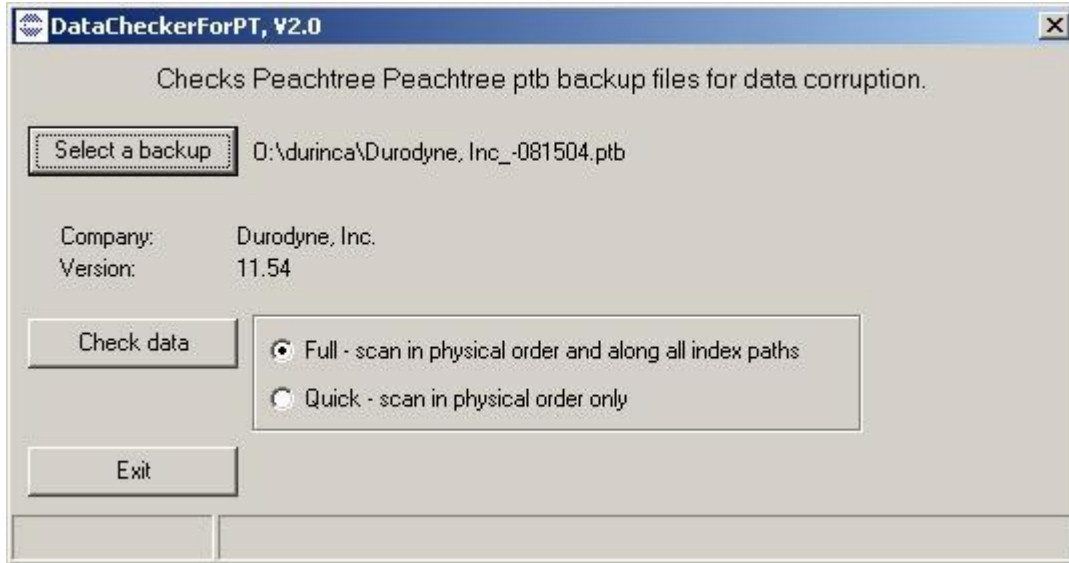 DataCheckerForPT, V2.0
Checks Peachtree Peachtree ptb backup files for data corruption.
Select a backup O:\durinca\Durodyne, Inc_-081504.ptb
Company: Durodyne, Inc.
Version: 11.54
Check data
Full - scan in physical order and along all index paths
Quick - scan in physical order only
Exit